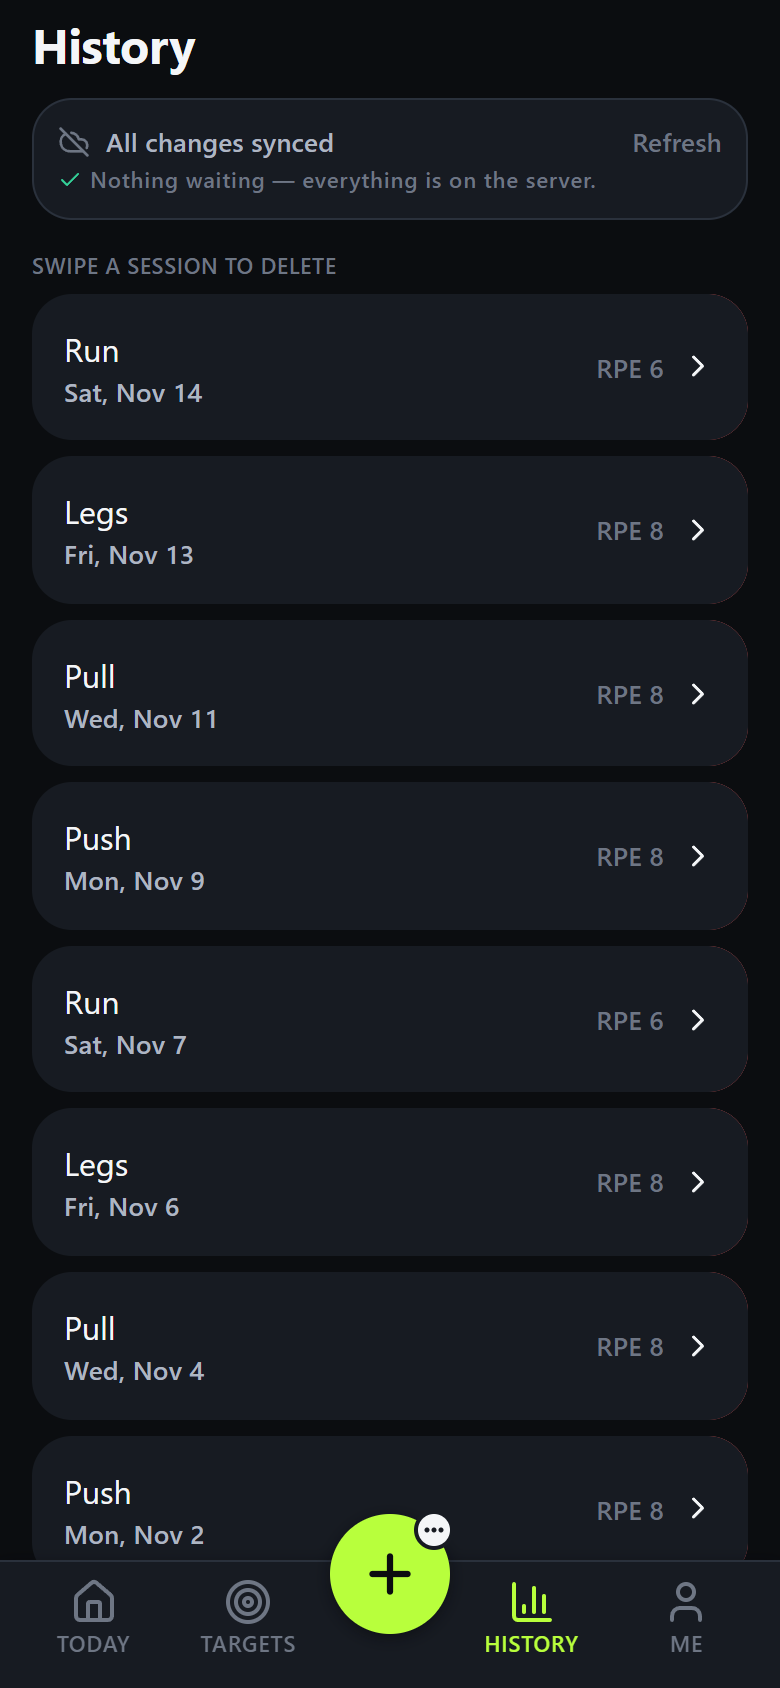 History
All changes synced
Refresh
Nothing waiting — everything is on the server.
SWIPE A SESSION TO DELETE
Run
Sat, Nov 14
RPE 6
Legs
Fri, Nov 13
RPE 8
Pull
Wed, Nov 11
RPE 8
Push
Mon, Nov 9
RPE 8
Run
Sat, Nov 7
RPE 6
Legs
Fri, Nov 6
RPE 8
Pull
Wed, Nov 4
RPE 8
Push
Mon, Nov 2
RPE 8
TODAY
TARGETS
HISTORY
ME